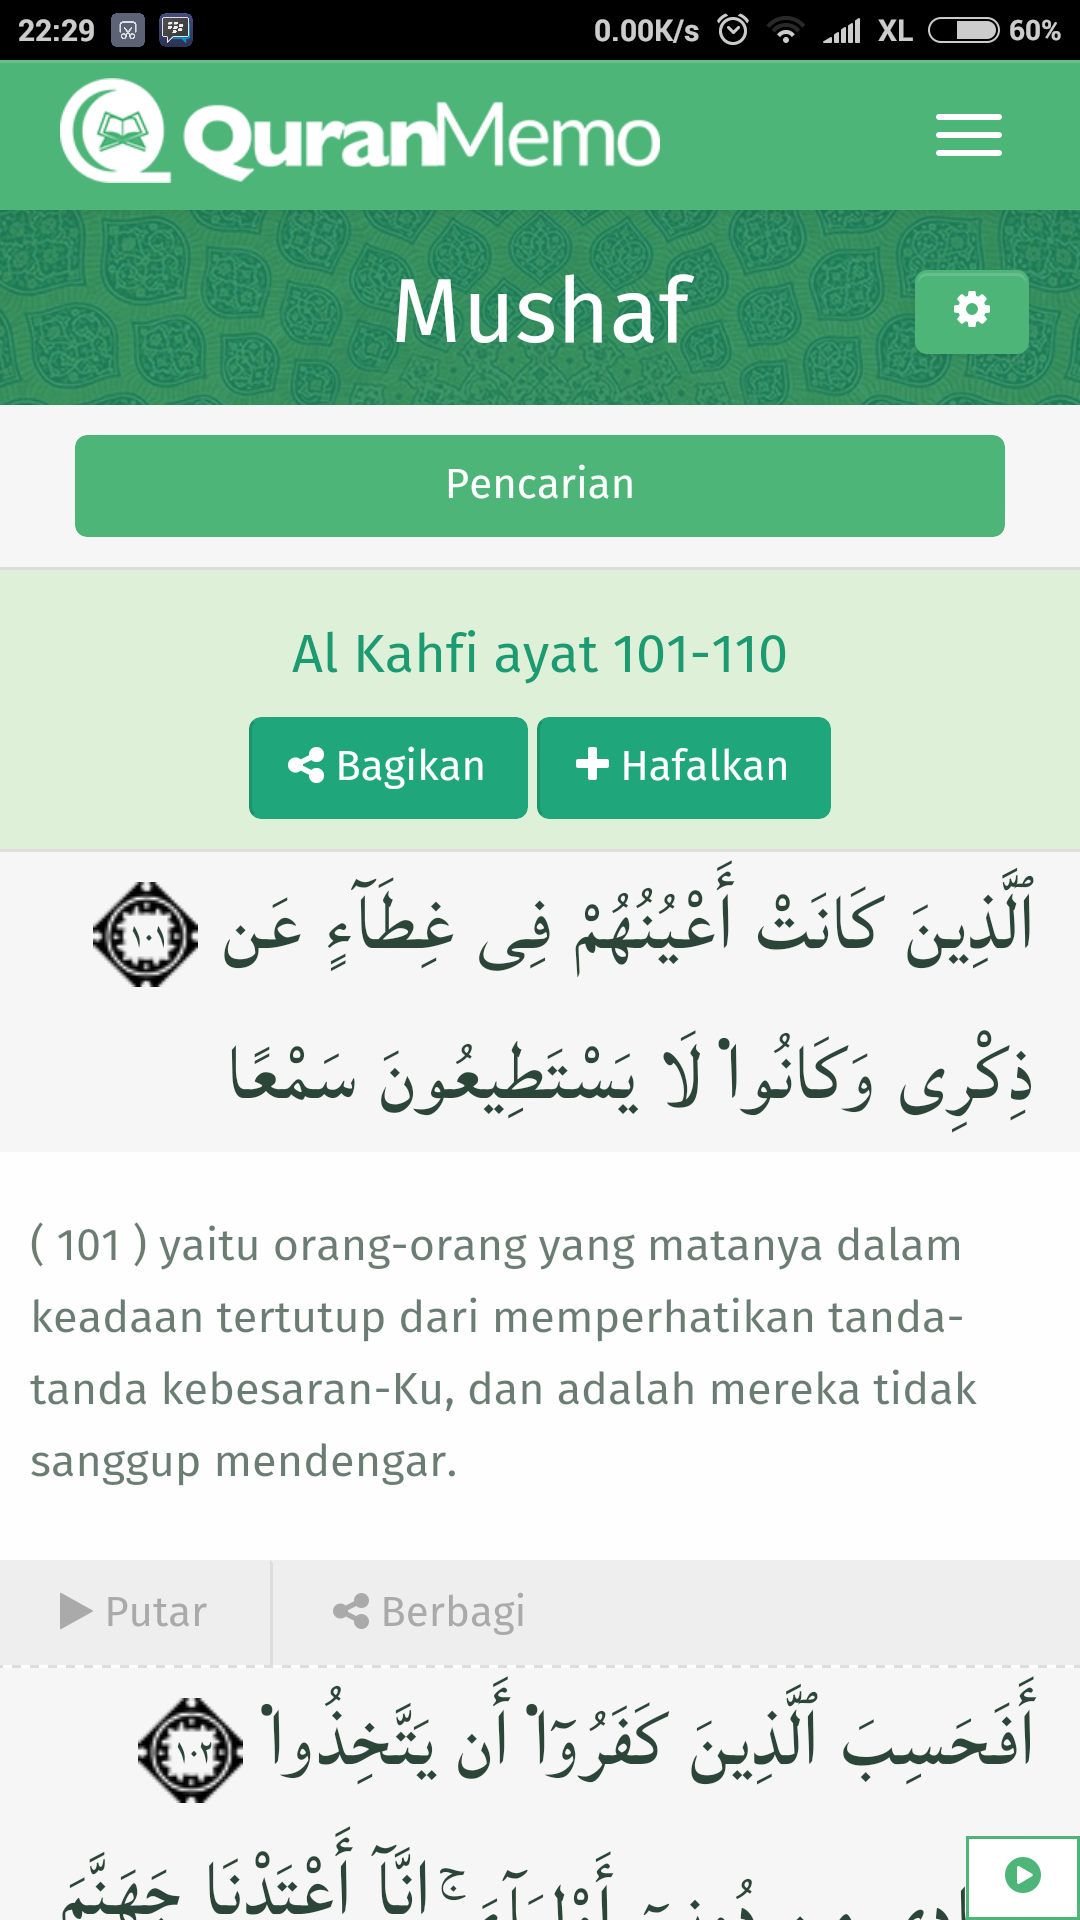 22:29 0.00K/s XL 60%
QuranMemo
Mushaf
Pencarian
Al Kahfi ayat 101-110
Bagikan Hafalkan
ٱلَّذِينَ كَانَتْ أَعْيُنُهُمْ فِى غِطَآءٍ عَن ١٠١
ذِكْرِى وَكَانُوا۟ لَا يَسْتَطِيعُونَ سَمْعًا
( 101 ) yaitu orang-orang yang matanya dalam
keadaan tertutup dari memperhatikan tanda-
tanda kebesaran-Ku, dan adalah mereka tidak
sanggup mendengar.
Putar Berbagi
أَفَحَسِبَ ٱلَّذِينَ كَفَرُوٓا۟ أَن يَتَّخِذُوا۟ ١٠٢
مِن دُونِىٓ أَوْلِيَآءَ ۚ إِنَّآ أَعْتَدْنَا جَهَنَّمَ